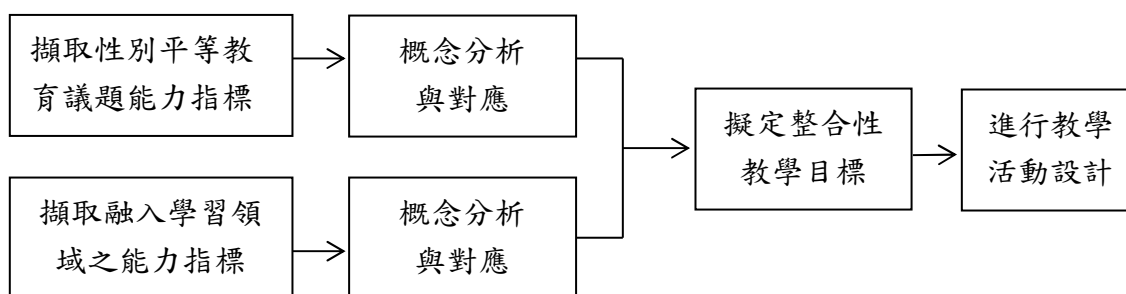 擷取性別平等教
育議題能力指標
概念分析
與對應
擷取融入學習領
域之能力指標
概念分析
與對應
擬定整合性
教學目標
進行教學
活動設計